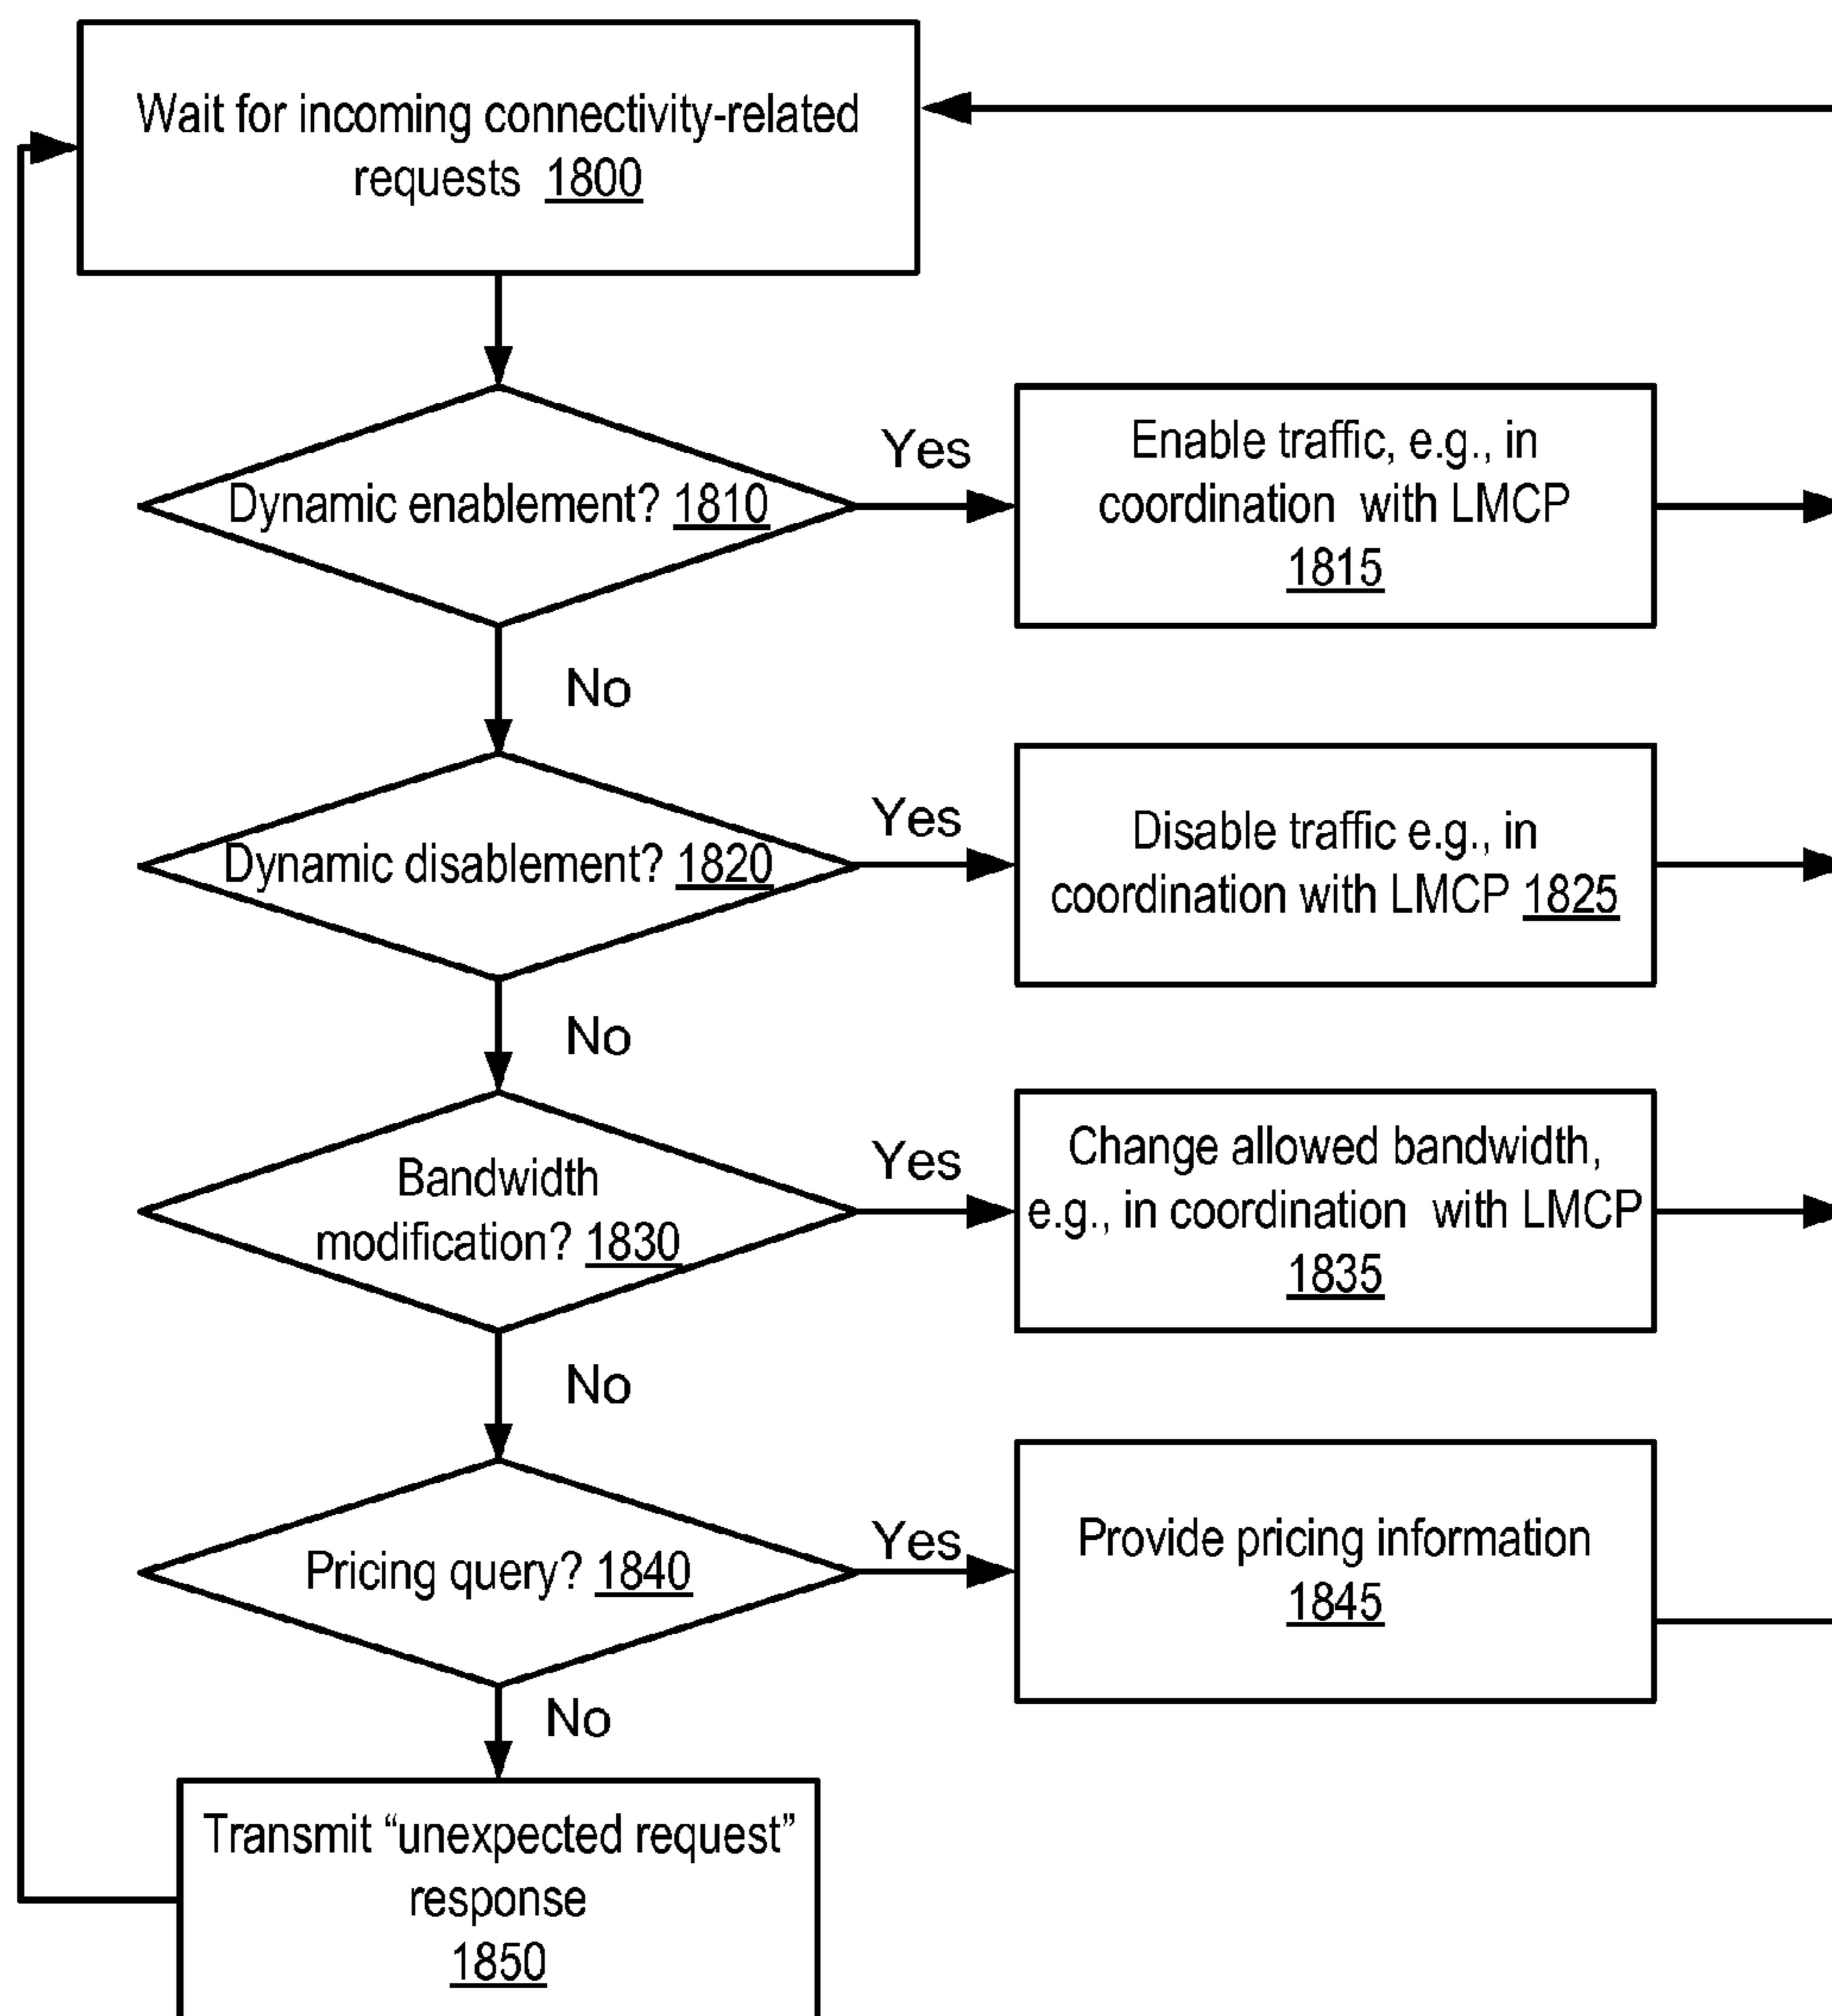 Wait for incoming connectivity-related
requests 1800
Dynamic enablement? 1810
Yes
Enable traffic, e.g., in
coordination with LMCP
1815
No
Dynamic disablement? 1820
Yes
Disable traffic e.g., in
coordination with LMCP 1825
No
Bandwidth
modification? 1830
Yes
Change allowed bandwidth,
e.g., in coordination with LMCP
1835
No
Pricing query? 1840
Yes
Provide pricing information
1845
No
Transmit “unexpected request”
response
1850